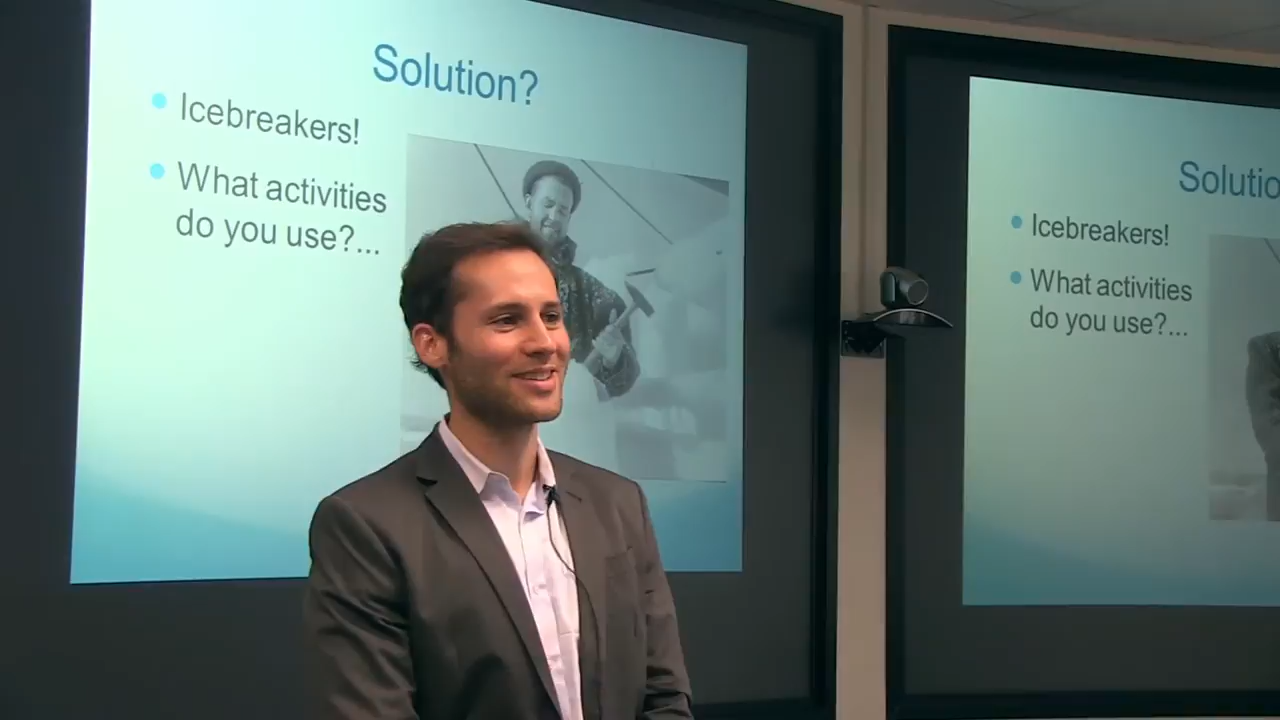 Solution?
Icebreakers!
What activities
do you use?...
Solutio
Icebreakers!
What activities
do you use?...